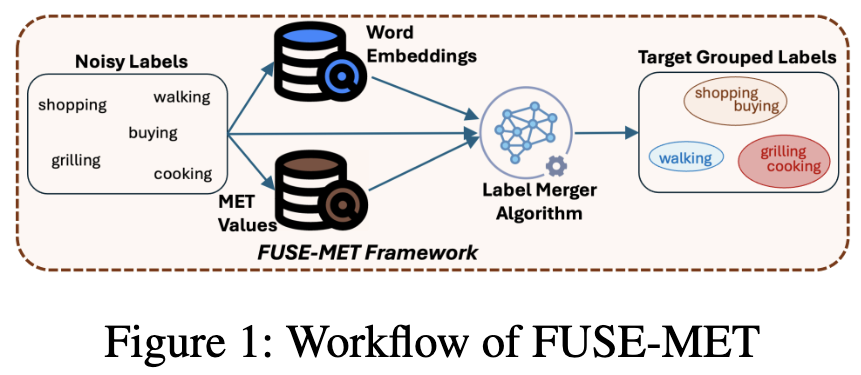 Noisy Labels
shopping
walking
buying
grilling
cooking
Word
Embeddings
MET
Values
FUSE-MET Framework
Label Merger
Algorithm
Target Grouped Labels
shopping
buying
walking
grilling
cooking
Figure 1: Workflow of FUSE-MET